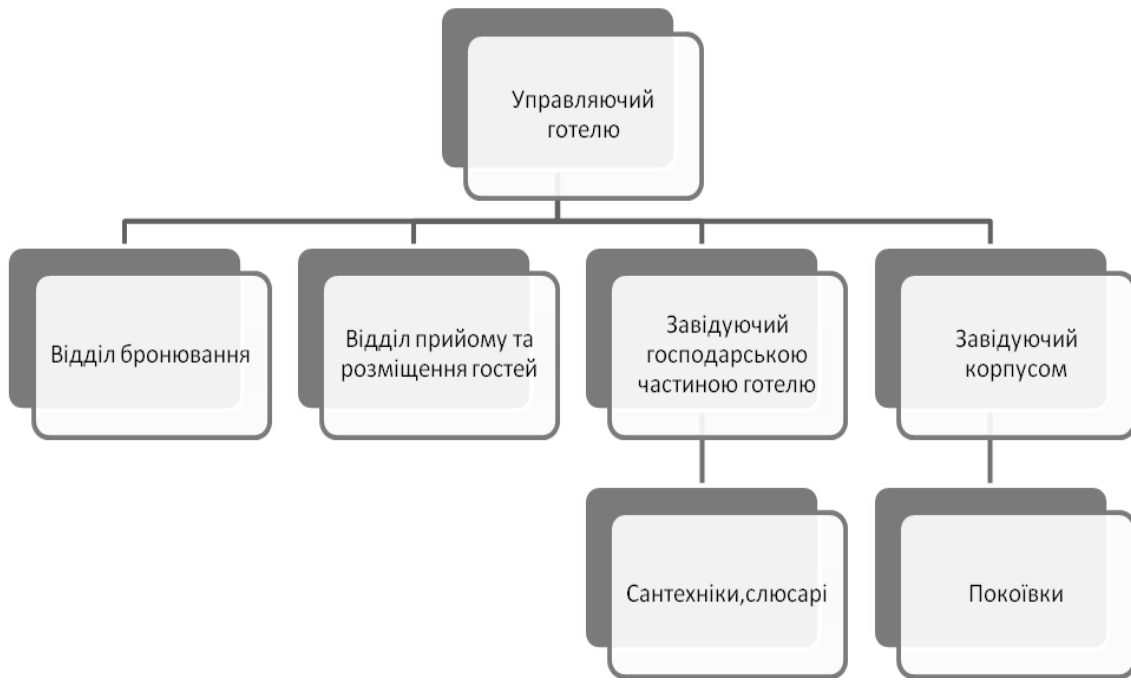 Управляючий
готелю
Відділ бронювання
Відділ прийому та
розміщення гостей
Завідуючий
господарською
частиною готелю
Завідуючий
корпусом
Сантехніки,слюсарі
Покоївки